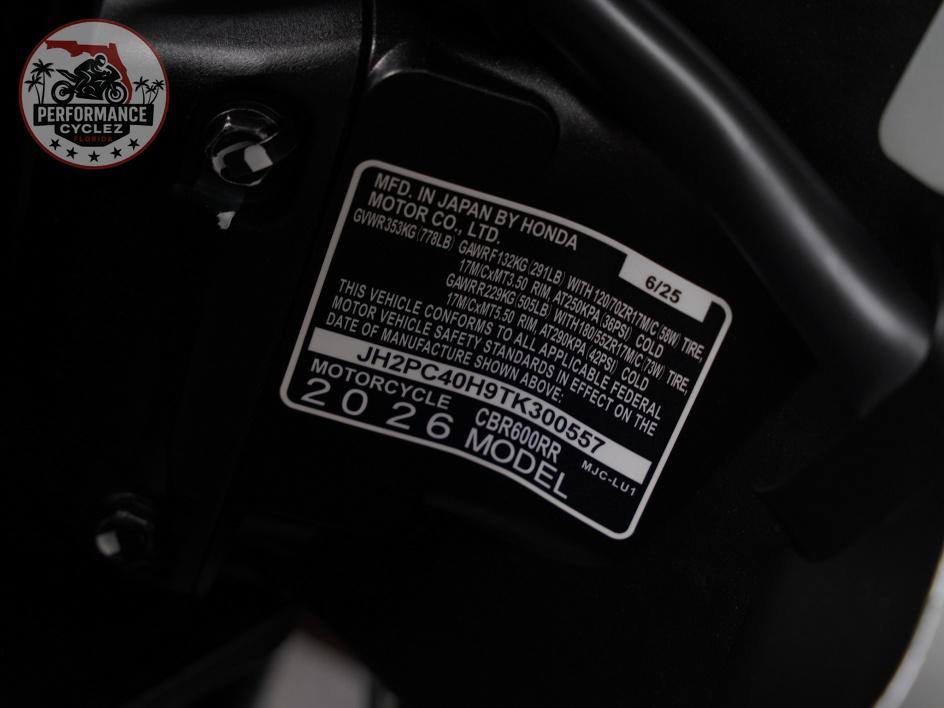 PERFORMANCE
CYCLEZ
FLORIDA
MFD. IN JAPAN BY HONDA
MOTOR CO., LTD.
6/25
GVWR353KG(778LB) GAWRF132KG(291LB) WITH120/70ZR17M/C(58W) TIRE,
17M/CxMT3.50 RIM, AT250KPA(36PSI) COLD
GAWRR229KG(505LB) WITH180/55ZR17M/C(73W) TIRE,
17M/CxMT5.50 RIM, AT290KPA(42PSI) COLD
THIS VEHICLE CONFORMS TO ALL APPLICABLE FEDERAL
MOTOR VEHICLE SAFETY STANDARDS IN EFFECT ON THE
DATE OF MANUFACTURE SHOWN ABOVE:
JH2PC40H9TK300557
MOTORCYCLE CBR600RR MJC-LU1
2026 MODEL